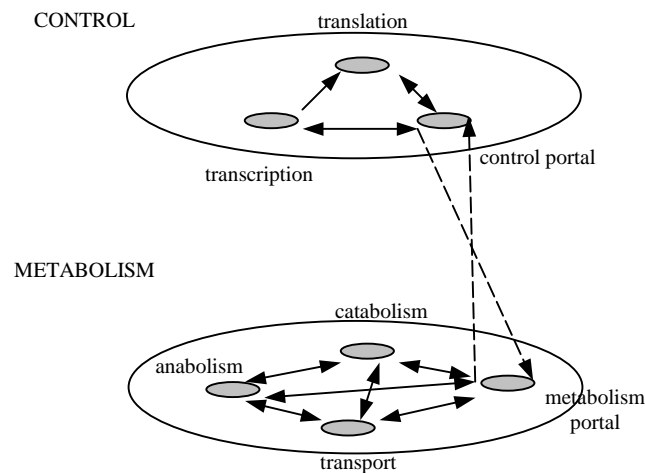 CONTROL
translation
control portal
transcription
METABOLISM
catabolism
anabolism
metabolism
portal
transport